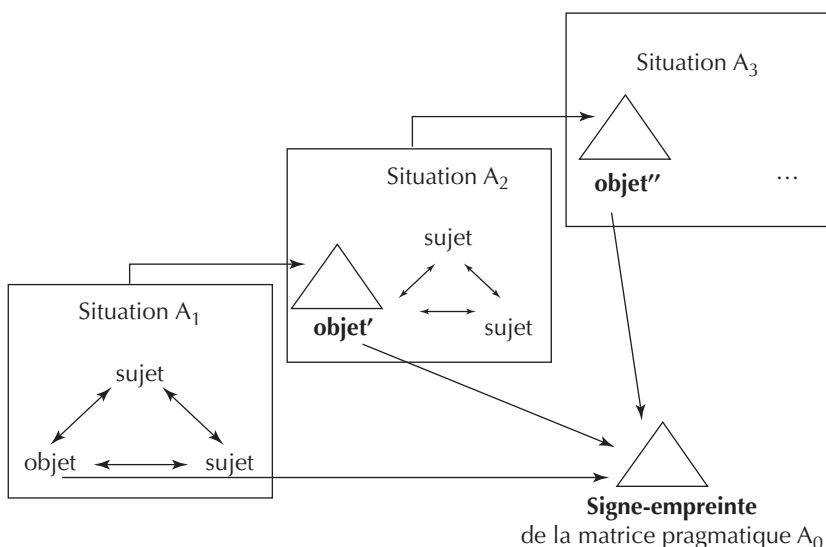 Situation A₃
objet″
…
Situation A₂
sujet
objet′
sujet
Situation A₁
sujet
objet
sujet
Signe-empreinte
de la matrice pragmatique A₀